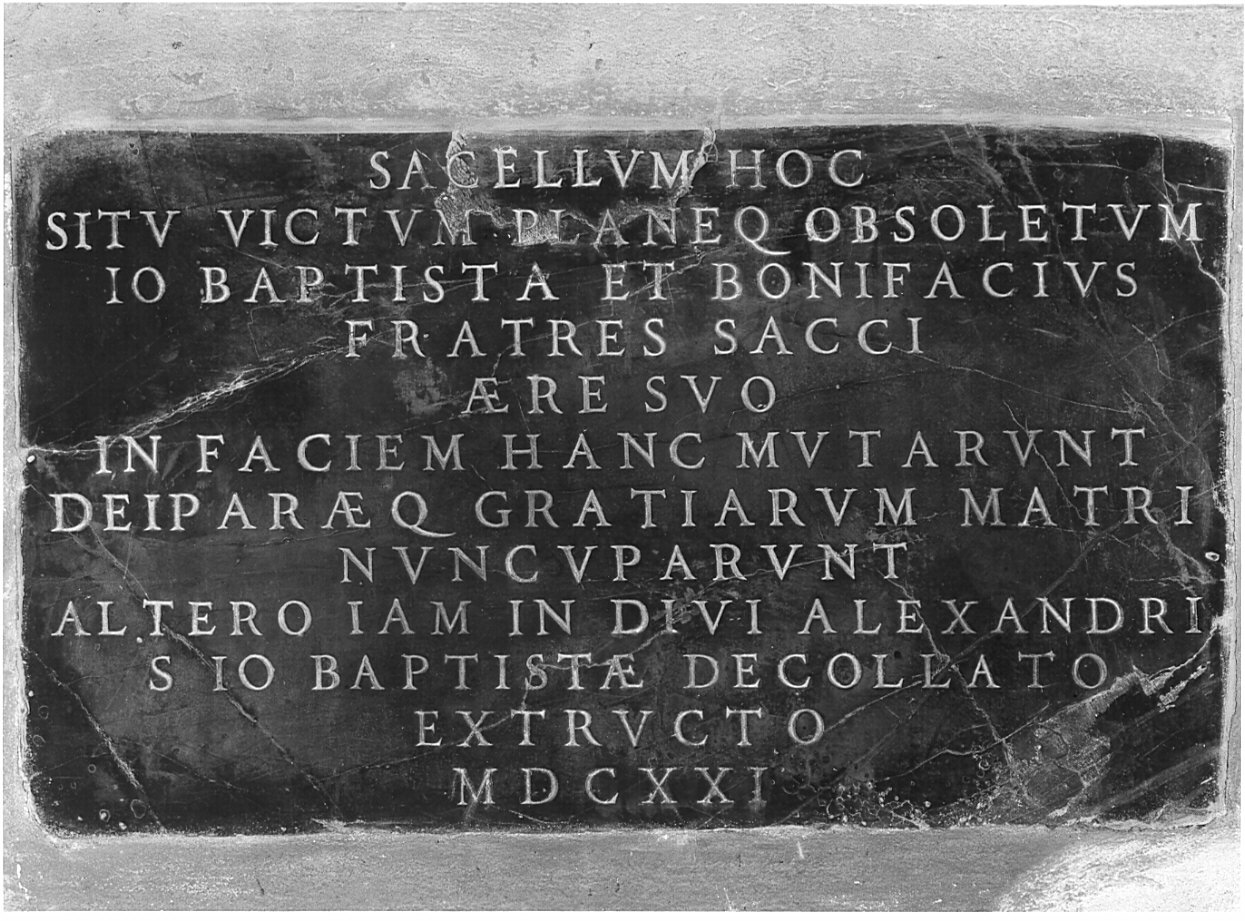 SACELLVM HOC
SITV VICTVM PLANEQ OBSOLETVM
IO BAPTISTA ET BONIFACIVS
FRATRES SACCI
ÆRE SVO
IN FACIEM HANC MVTARVNT
DEIPARÆQ GRATIARVM MATRI
NVNCVPARVNT
ALTERO IAM IN DIVI ALEXANDRI
S IO BAPTISTÆ DECOLLATO
EXTRVCTO
MDCXXI